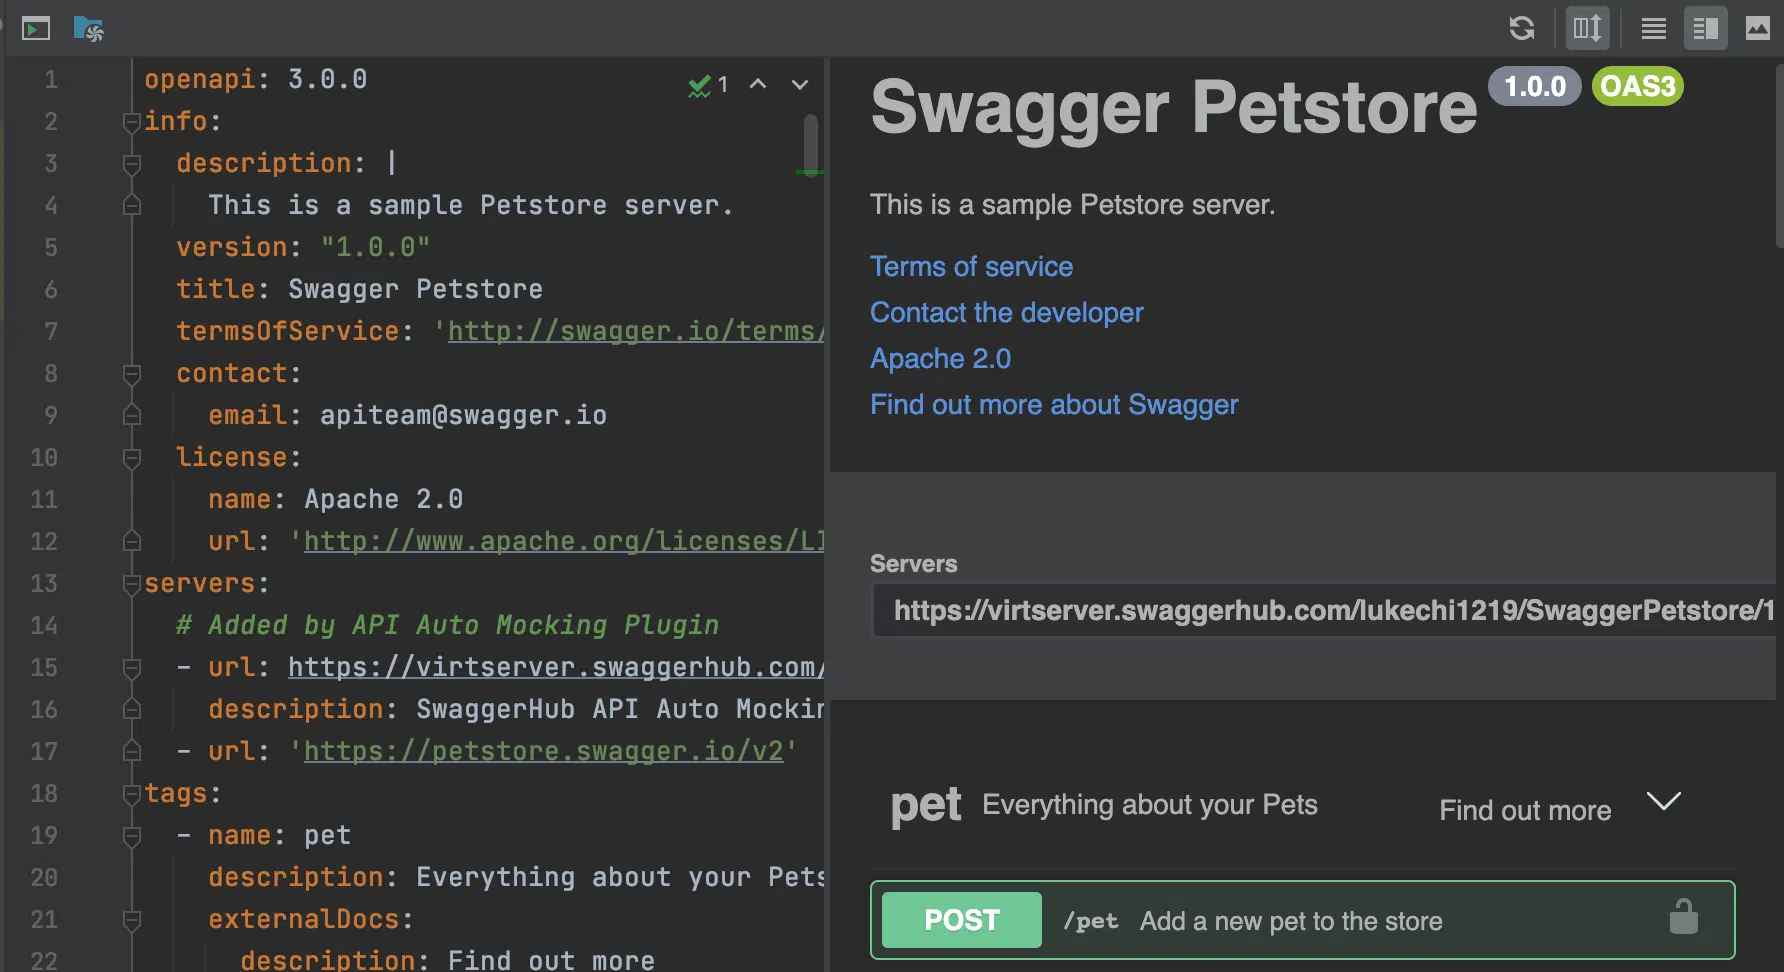 1 openapi: 3.0.0
2 info:
3 description: |
4 This is a sample Petstore server.
5 version: "1.0.0"
6 title: Swagger Petstore
7 termsOfService: 'http://swagger.io/terms/
8 contact:
9 email: apiteam@swagger.io
10 license:
11 name: Apache 2.0
12 url: 'http://www.apache.org/licenses/LI
13 servers:
14 # Added by API Auto Mocking Plugin
15 - url: https://virtserver.swaggerhub.com/
16 description: SwaggerHub API Auto Mockin
17 - url: 'https://petstore.swagger.io/v2'
18 tags:
19 - name: pet
20 description: Everything about your Pets
21 externalDocs:
22 description: Find out more
1
Swagger Petstore 1.0.0 OAS3
This is a sample Petstore server.
Terms of service
Contact the developer
Apache 2.0
Find out more about Swagger
Servers
https://virtserver.swaggerhub.com/lukechi1219/SwaggerPetstore/1
pet Everything about your Pets Find out more
POST /pet Add a new pet to the store